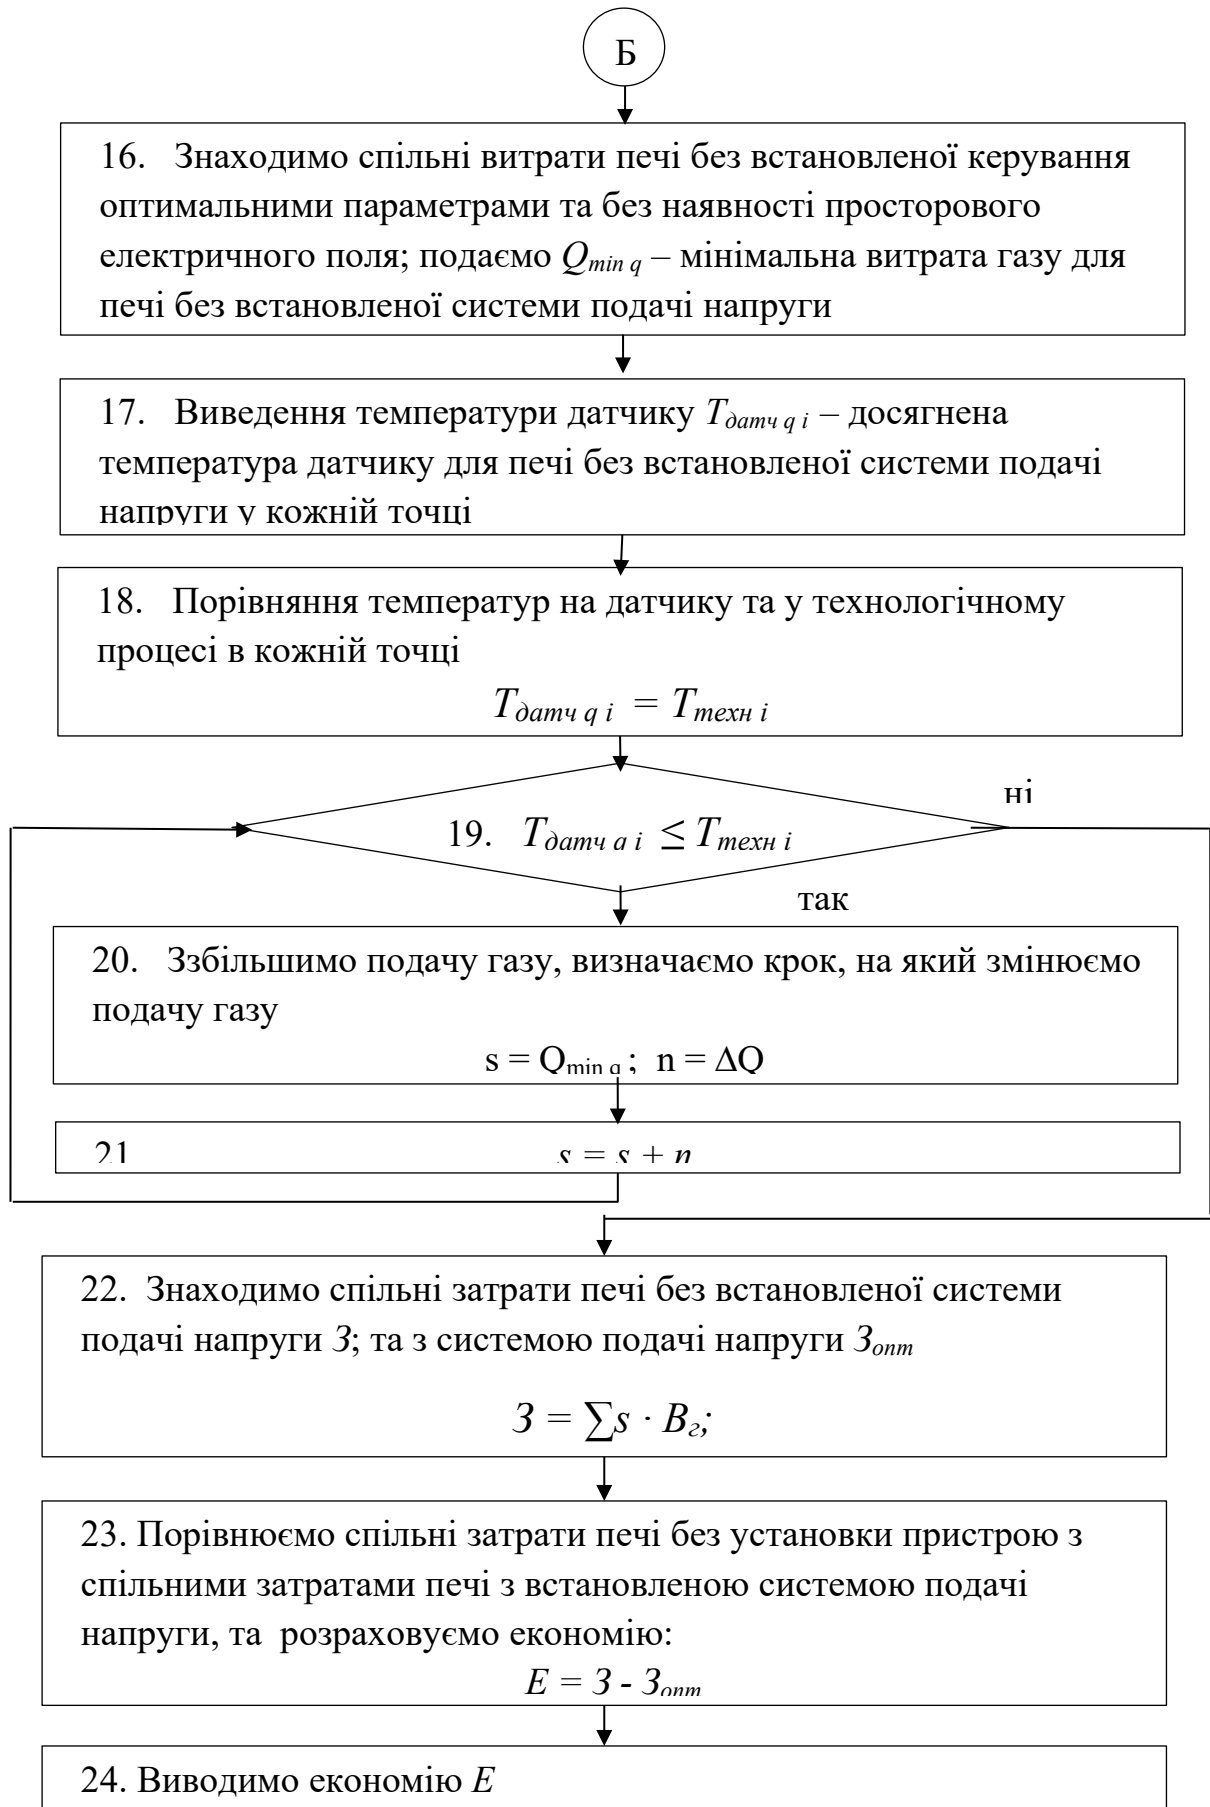 Б
16. Знаходимо спільні витрати печі без встановленої керування
оптимальними параметрами та без наявності просторового
електричного поля; подаємо Qmin q – мінімальна витрата газу для
печі без встановленої системи подачі напруги
17. Виведення температури датчику Tдатч q i – досягнена
температура датчику для печі без встановленої системи подачі
напруги у кожній точці
18. Порівняння температур на датчику та у технологічному
процесі в кожній точці
Tдатч q i = Tтехн i
ні
19. Tдатч q i ≤ Tтехн i
так
20. Ззбільшимо подачу газу, визначаємо крок, на який змінюємо
подачу газу
s = Qmin q ; n = ΔQ
21 s = s + n
22. Знаходимо спільні затрати печі без встановленої системи
подачі напруги З; та з системою подачі напруги Зопт
З = ∑s · Вг;
23. Порівнюємо спільні затрати печі без установки пристрою з
спільними затратами печі з встановленою системою подачі
напруги, та розраховуємо економію:
E = З - Зопт
24. Виводимо економію E